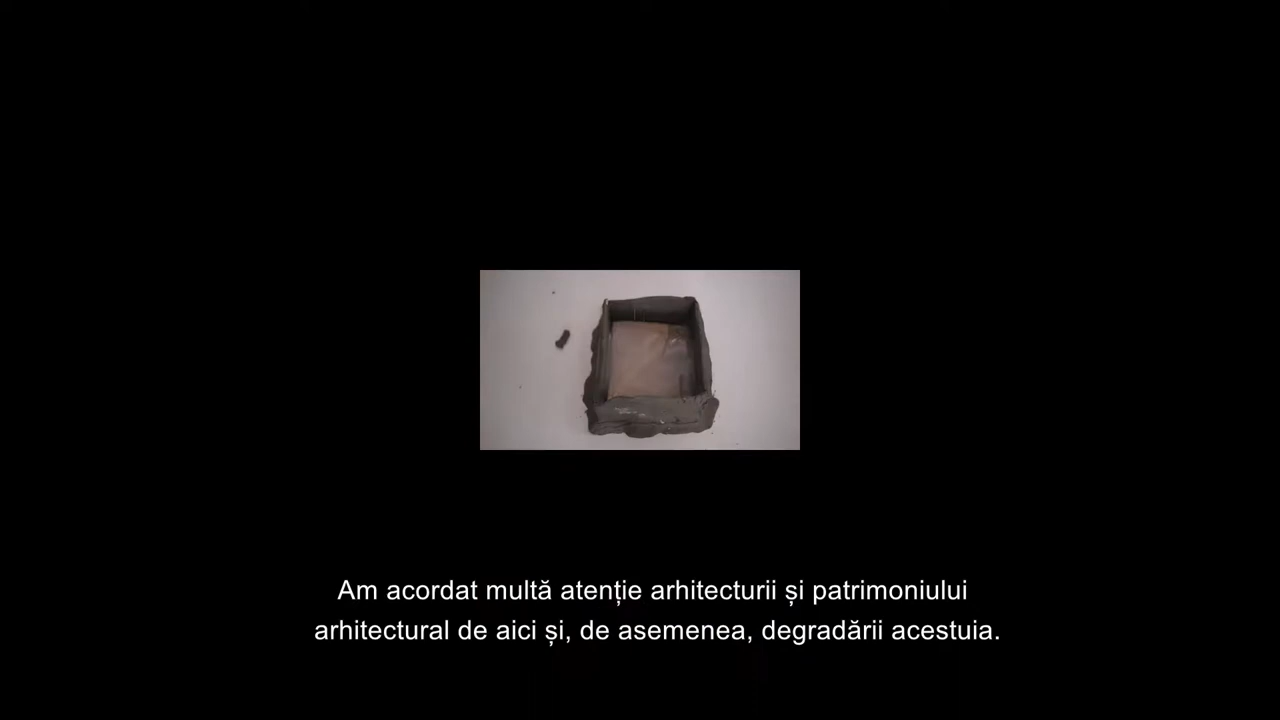 Am acordat multă atenție arhitecturii și patrimoniului
arhitectural de aici și, de asemenea, degradării acestuia.